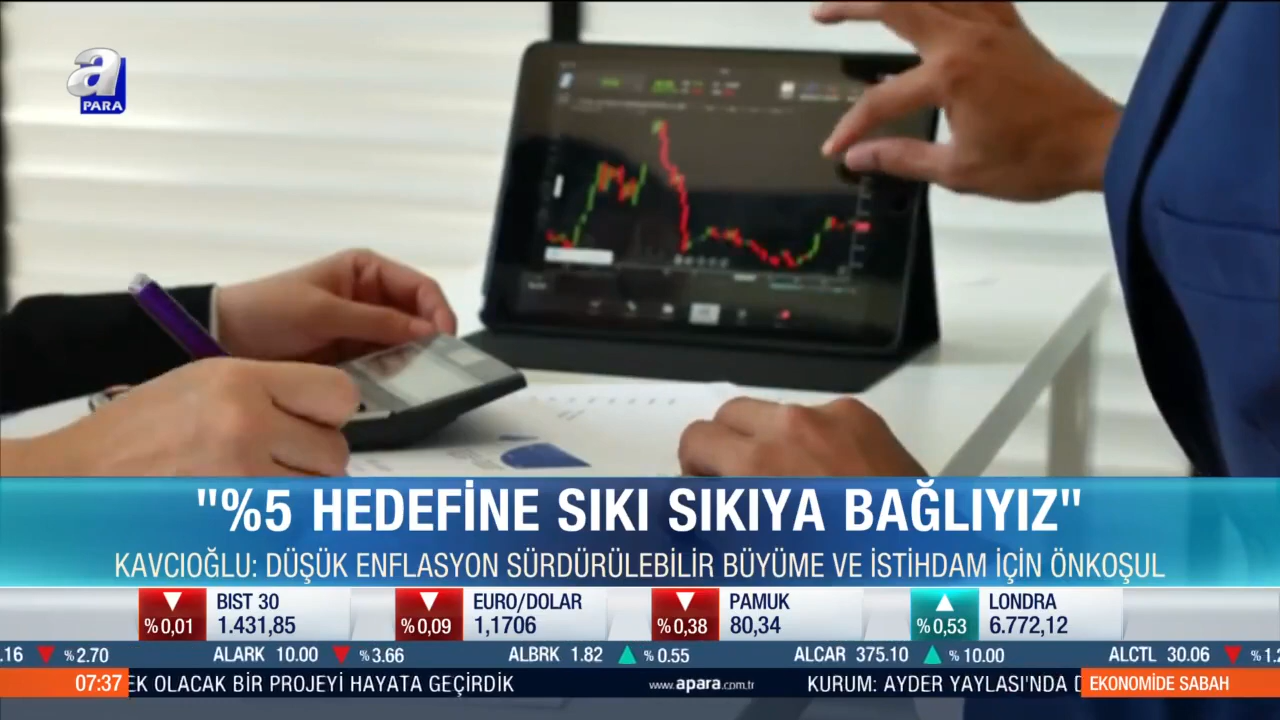 a
PARA
"%5 HEDEFİNE SIKI SIKIYA BAĞLIYIZ"
KAVCIOĞLU: DÜŞÜK ENFLASYON SÜRDÜRÜLEBİLİR BÜYÜME VE İSTİHDAM İÇİN ÖNKOŞUL
BIST 30 EURO/DOLAR PAMUK LONDRA
%0,01 1.431,85 %0,09 1,1706 %0,38 80,34 %0,53 6.772,12
.16 %2.70 ALARK 10.00 %3.66 ALBRK 1.82 %0.55 ALCAR 375.10 %10.00 ALCTL 30.06 %1.2
07:37 EK OLACAK BİR PROJEYİ HAYATA GEÇİRDİK www.apara.com.tr KURUM: AYDER YAYLASI'NDA EKONOMİDE SABAH